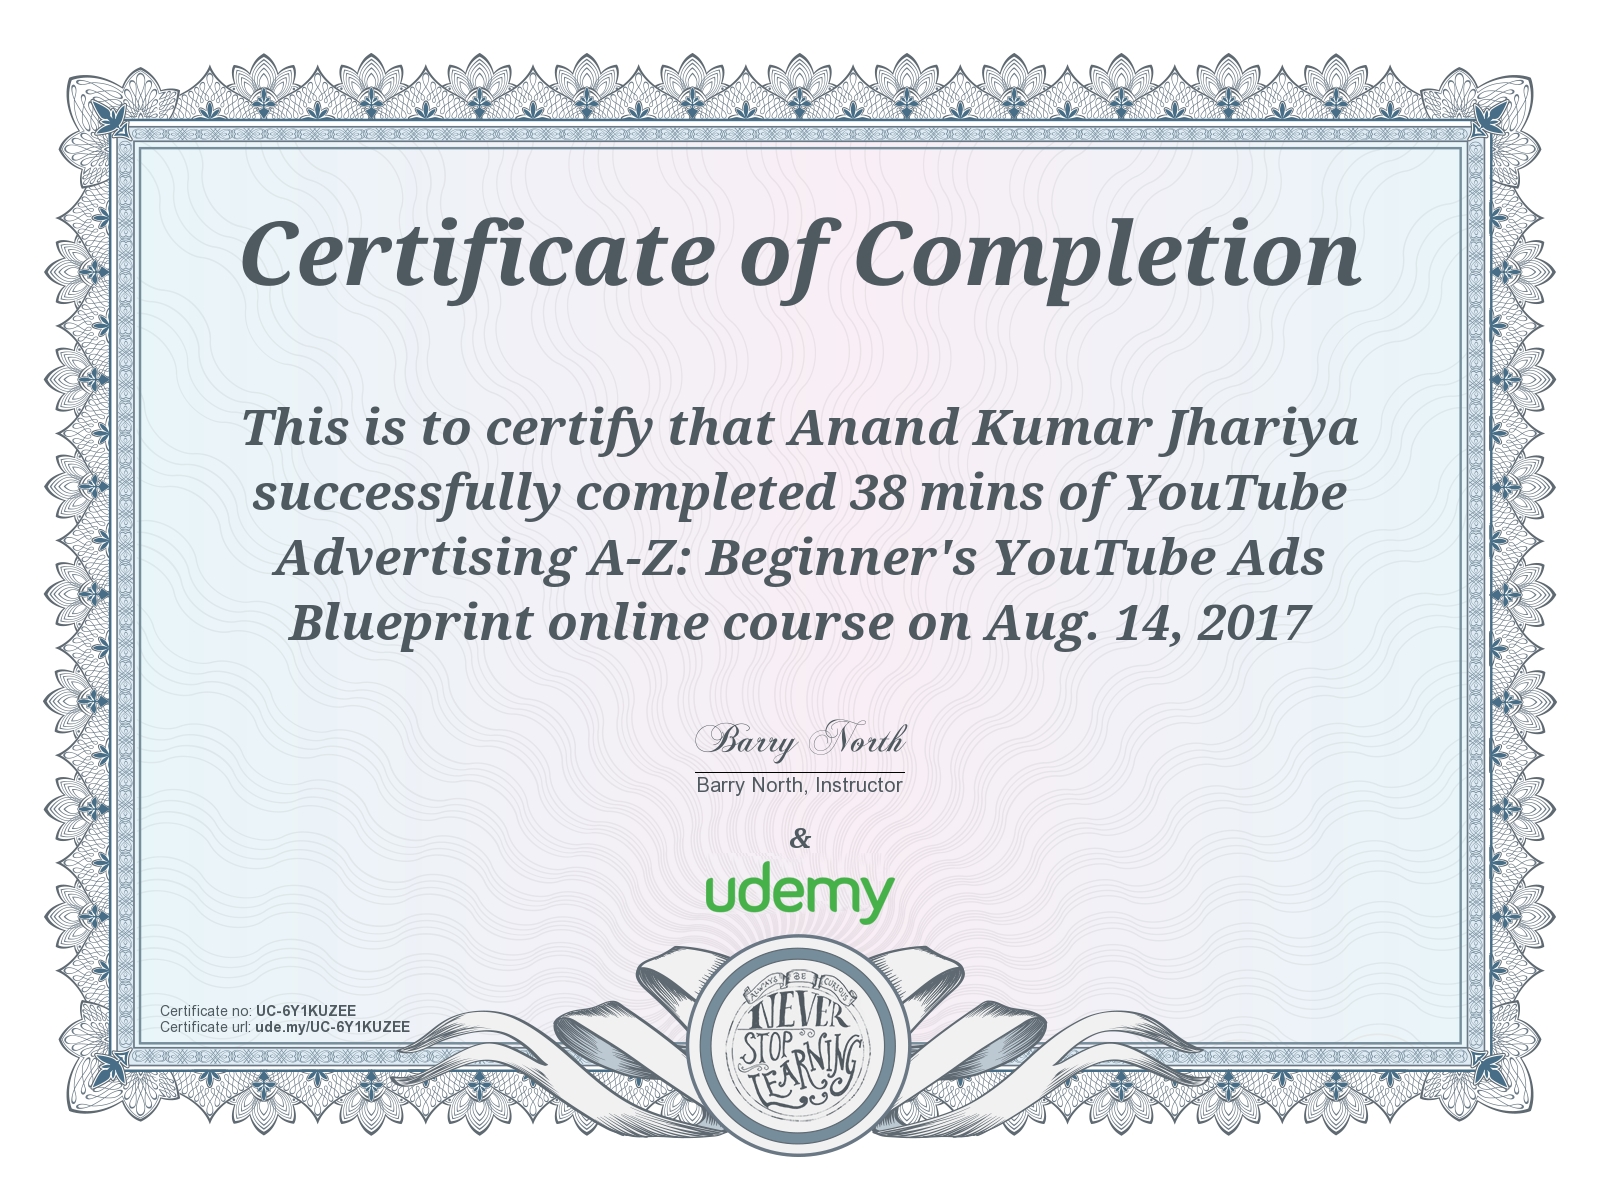 Certificate of Completion
This is to certify that Anand Kumar Jhariya
successfully completed 38 mins of YouTube
Advertising A-Z: Beginner's YouTube Ads
Blueprint online course on Aug. 14, 2017
Barry North
Barry North, Instructor
&
udemy
Certificate no: UC-6Y1KUZEE
Certificate url: ude.my/UC-6Y1KUZEE
ALWAYS BE CURIOUS
NEVER
STOP
LEARNING